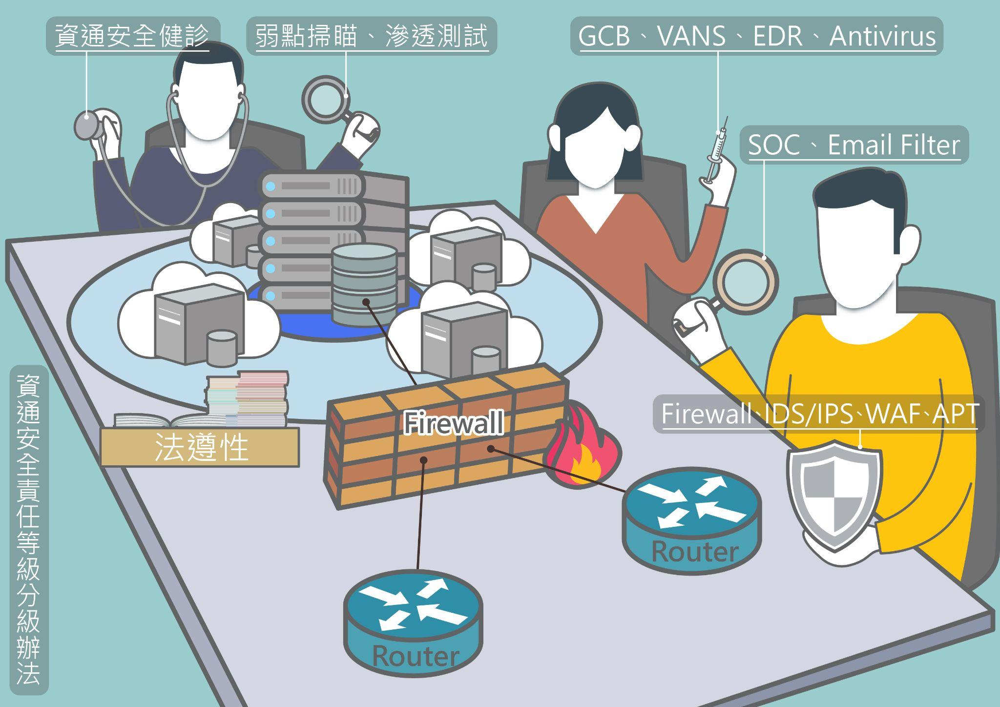 資通安全健診
弱點掃瞄、滲透測試
GCB、VANS、EDR、Antivirus
SOC、Email Filter
資通安全責任等級分級辦法
法遵性
Firewall
Firewall、IDS/IPS、WAF、APT
Router
Router